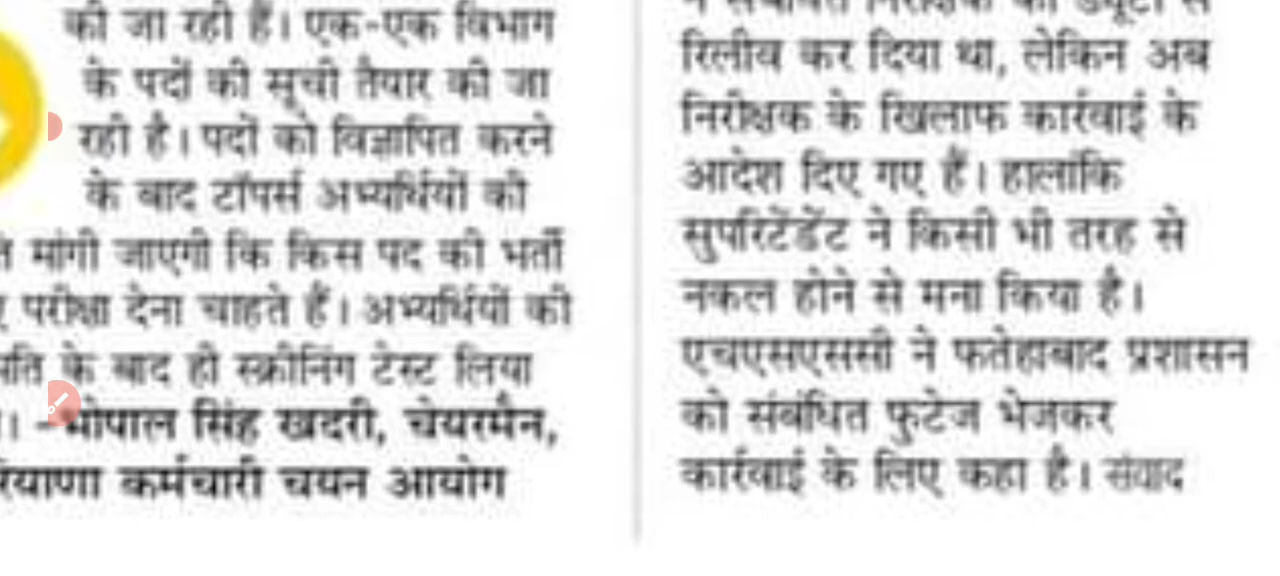 की जा रही हैं। एक-एक विभाग
के पदों की सूची तैयार की जा
रही है। पदों को विज्ञापित करने
के बाद टॉपर्स अभ्यर्थियों की
मांगी जाएगी कि किस पद की भर्ती
परीक्षा देना चाहते हैं। अभ्यर्थियों की
के बाद ही स्क्रीनिंग टेस्ट लिया
। -भोपाल सिंह खदरी, चेयरमैन,
कर्मचारी चयन आयोग
रिलीव कर दिया था, लेकिन अब
निरीक्षक के खिलाफ कार्रवाई के
आदेश दिए गए हैं। हालांकि
सुपरिटेंडेंट ने किसी भी तरह से
नकल होने से मना किया है।
एचएसएससी ने फतेहाबाद प्रशासन
को संबंधित फुटेज भेजकर
कार्रवाई के लिए कहा है। संवाद